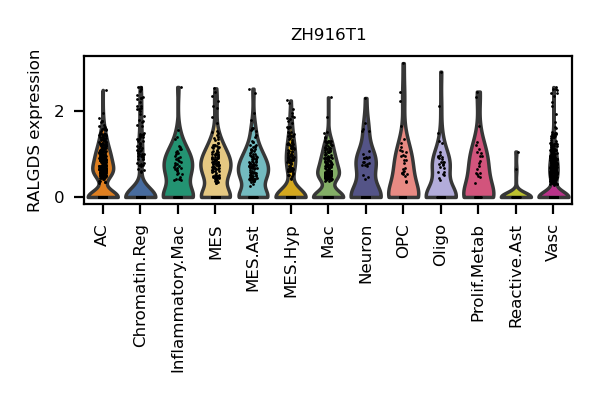 ZH916T1
RALGDS expression
2
0
AC
Chromatin.Reg
Inflammatory.Mac
MES
MES.Ast
MES.Hyp
Mac
Neuron
OPC
Oligo
Prolif.Metab
Reactive.Ast
Vasc